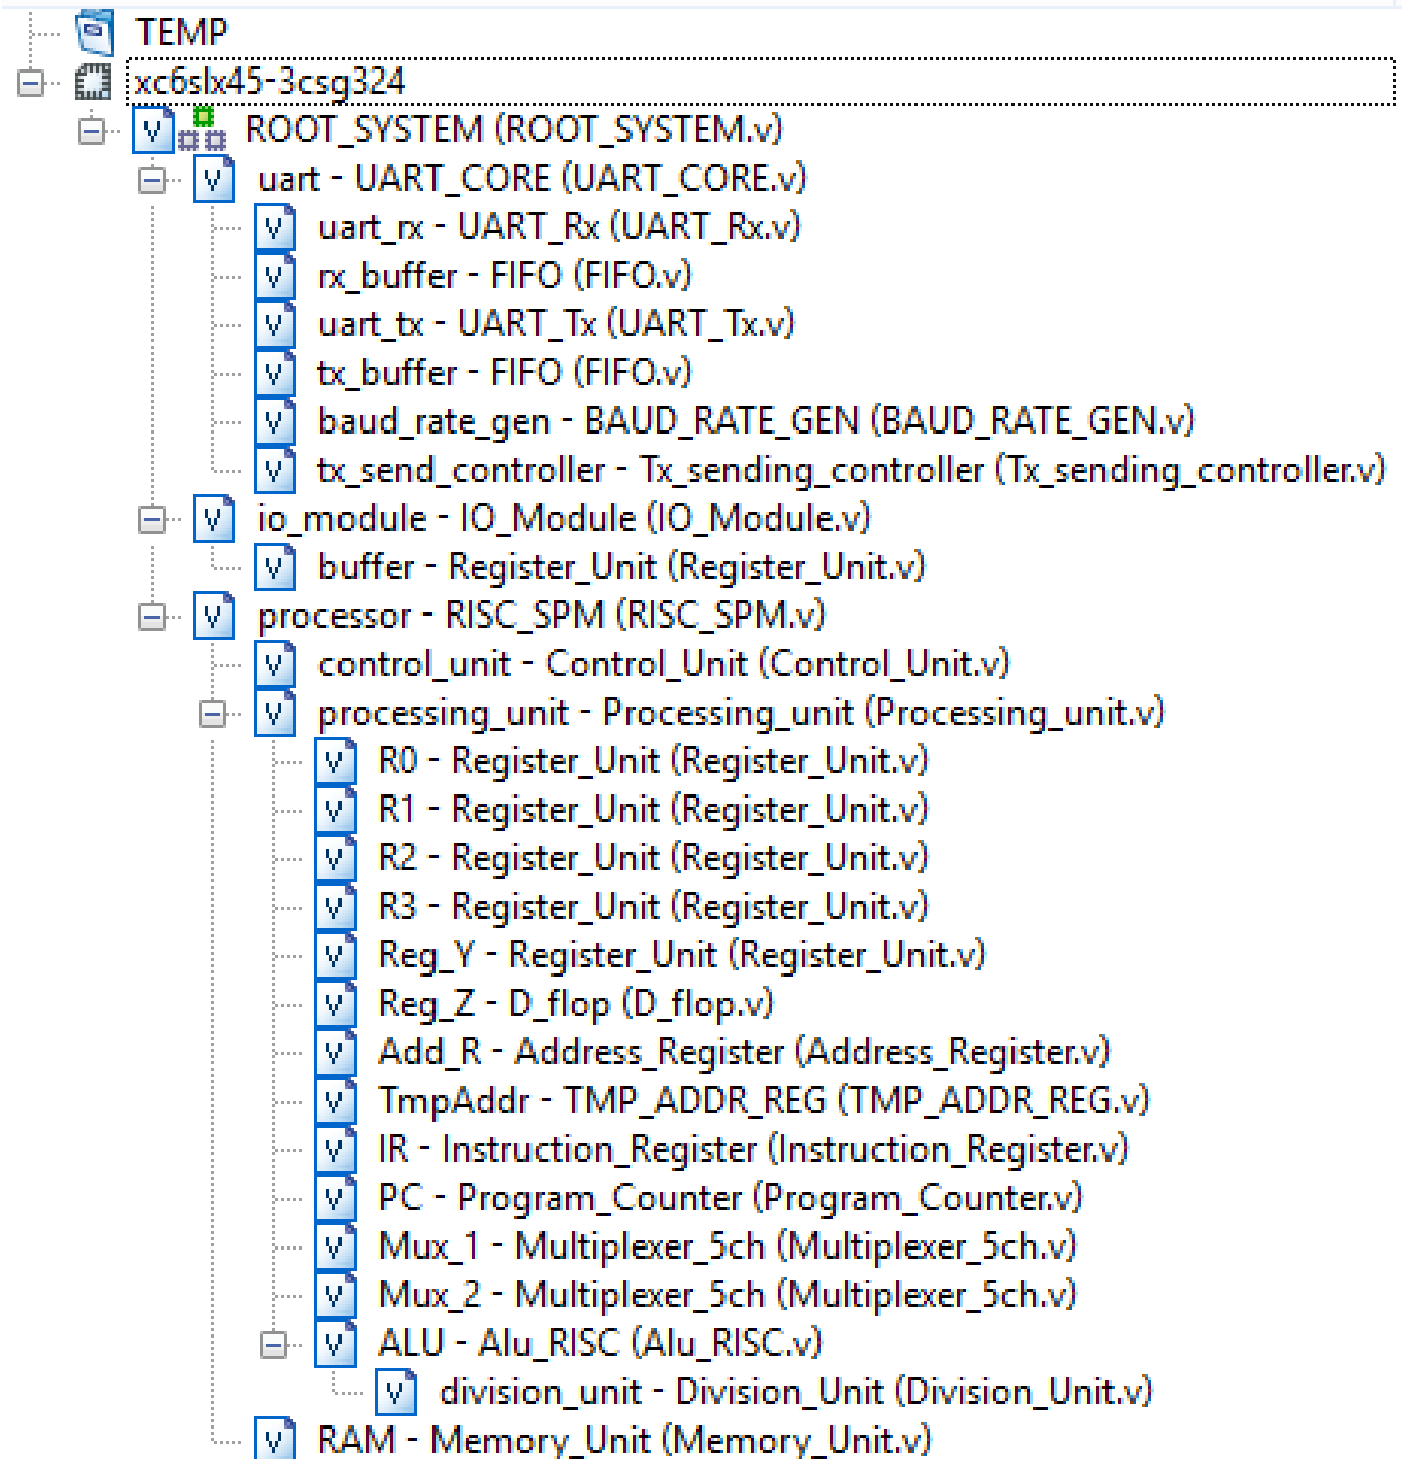 TEMP
xc6slx45-3csg324
ROOT_SYSTEM (ROOT_SYSTEM.v)
uart - UART_CORE (UART_CORE.v)
uart_rx - UART_Rx (UART_Rx.v)
rx_buffer - FIFO (FIFO.v)
uart_tx - UART_Tx (UART_Tx.v)
tx_buffer - FIFO (FIFO.v)
baud_rate_gen - BAUD_RATE_GEN (BAUD_RATE_GEN.v)
tx_send_controller - Tx_sending_controller (Tx_sending_controller.v)
io_module - IO_Module (IO_Module.v)
buffer - Register_Unit (Register_Unit.v)
processor - RISC_SPM (RISC_SPM.v)
control_unit - Control_Unit (Control_Unit.v)
processing_unit - Processing_unit (Processing_unit.v)
R0 - Register_Unit (Register_Unit.v)
R1 - Register_Unit (Register_Unit.v)
R2 - Register_Unit (Register_Unit.v)
R3 - Register_Unit (Register_Unit.v)
Reg_Y - Register_Unit (Register_Unit.v)
Reg_Z - D_flop (D_flop.v)
Add_R - Address_Register (Address_Register.v)
TmpAddr - TMP_ADDR_REG (TMP_ADDR_REG.v)
IR - Instruction_Register (Instruction_Register.v)
PC - Program_Counter (Program_Counter.v)
Mux_1 - Multiplexer_5ch (Multiplexer_5ch.v)
Mux_2 - Multiplexer_5ch (Multiplexer_5ch.v)
ALU - Alu_RISC (Alu_RISC.v)
division_unit - Division_Unit (Division_Unit.v)
RAM - Memory_Unit (Memory_Unit.v)